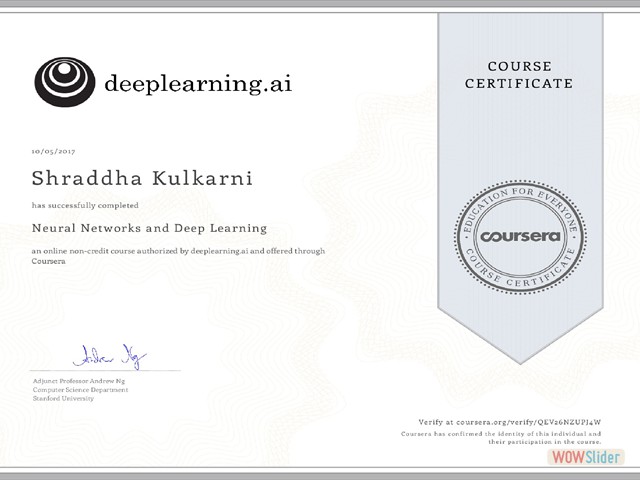 deeplearning.ai
COURSE
CERTIFICATE
10/05/2017
Shraddha Kulkarni
has successfully completed
Neural Networks and Deep Learning
an online non-credit course authorized by deeplearning.ai and offered through
Coursera
EDUCATION FOR EVERYONE
coursera
COURSE CERTIFICATE
Andrew Ng
Adjunct Professor Andrew Ng
Computer Science Department
Stanford University
Verify at coursera.org/verify/QEV26NZUPJ4W
Coursera has confirmed the identity of this individual and
their participation in the course.
WOWSlider